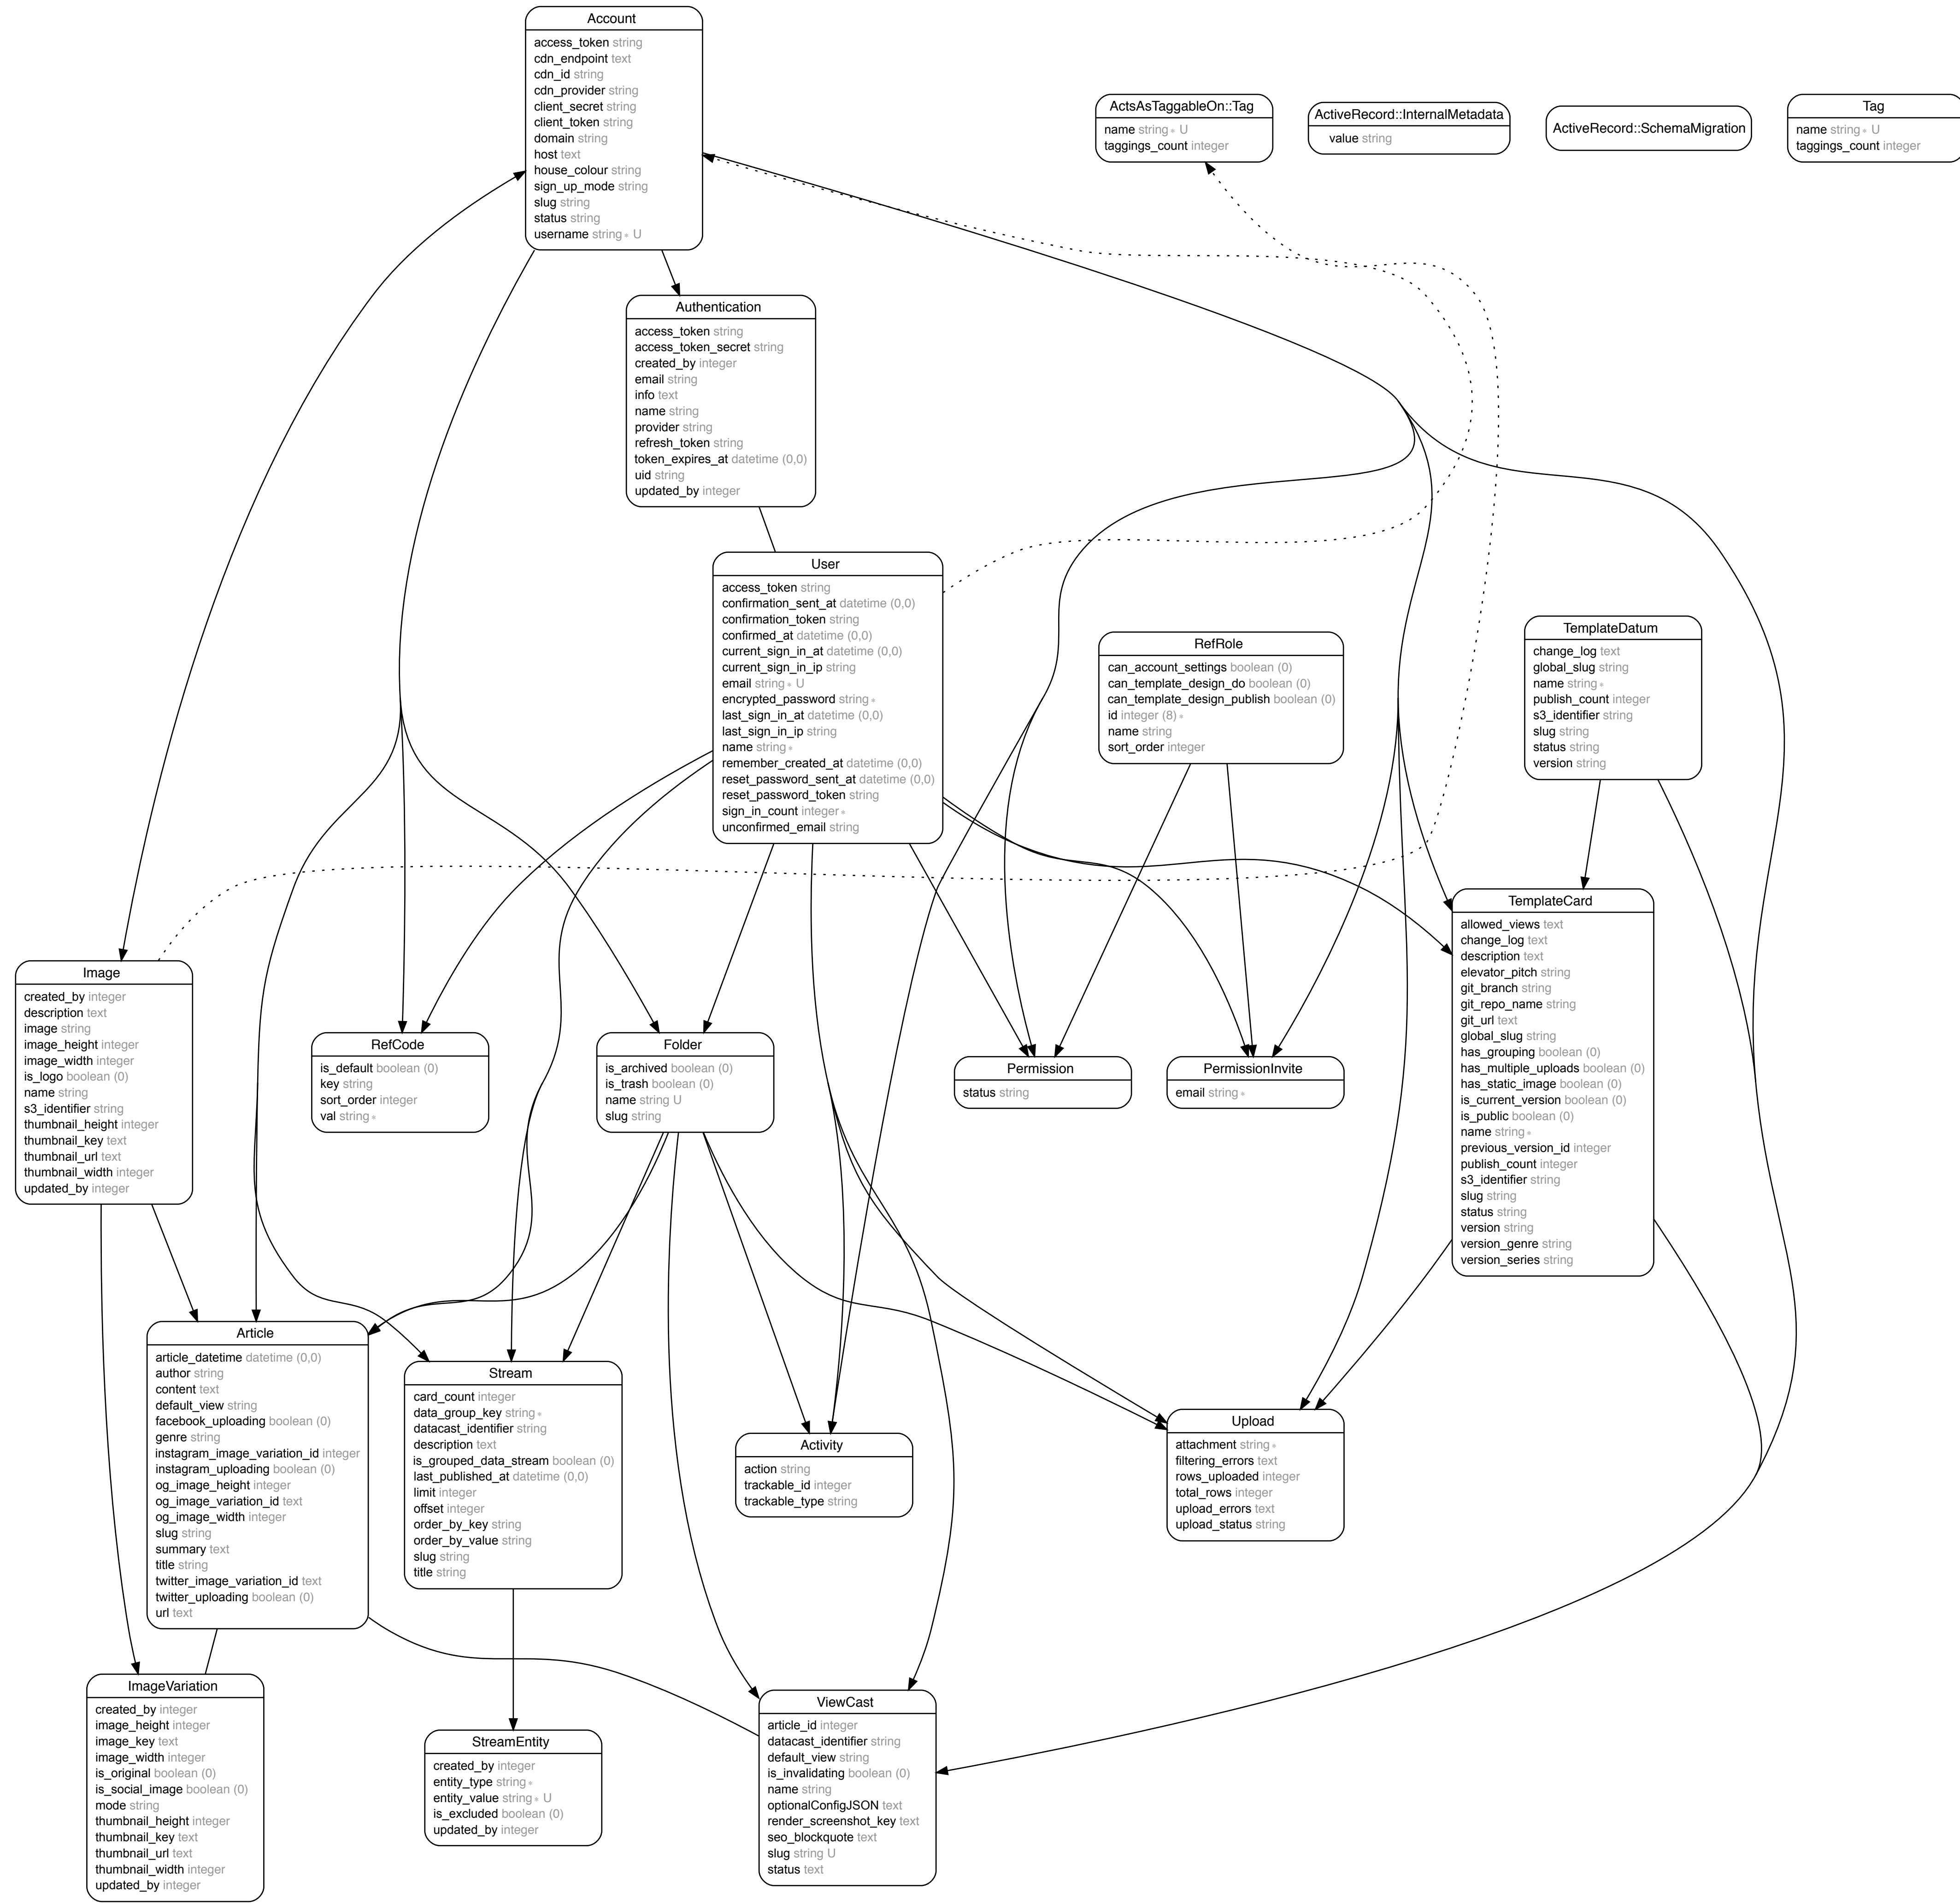 Account
access_token string
cdn_endpoint text
cdn_id string
cdn_provider string
client_secret string
client_token string
domain string
host text
house_colour string
sign_up_mode string
slug string
status string
username string∗ U
ActsAsTaggableOn::Tag
name string∗ U
taggings_count integer
ActiveRecord::InternalMetadata
value string
ActiveRecord::SchemaMigration
Tag
name string∗ U
taggings_count integer
Authentication
access_token string
access_token_secret string
created_by integer
email string
info text
name string
provider string
refresh_token string
token_expires_at datetime (0,0)
uid string
updated_by integer
User
access_token string
confirmation_sent_at datetime (0,0)
confirmation_token string
confirmed_at datetime (0,0)
current_sign_in_at datetime (0,0)
current_sign_in_ip string
email string∗ U
encrypted_password string∗
last_sign_in_at datetime (0,0)
last_sign_in_ip string
name string∗
remember_created_at datetime (0,0)
reset_password_sent_at datetime (0,0)
reset_password_token string
sign_in_count integer∗
unconfirmed_email string
RefRole
can_account_settings boolean (0)
can_template_design_do boolean (0)
can_template_design_publish boolean (0)
id integer (8)∗
name string
sort_order integer
TemplateDatum
change_log text
global_slug string
name string∗
publish_count integer
s3_identifier string
slug string
status string
version string
TemplateCard
allowed_views text
change_log text
description text
elevator_pitch string
git_branch string
git_repo_name string
git_url text
global_slug string
has_grouping boolean (0)
has_multiple_uploads boolean (0)
has_static_image boolean (0)
is_current_version boolean (0)
is_public boolean (0)
name string∗
previous_version_id integer
publish_count integer
s3_identifier string
slug string
status string
version string
version_genre string
version_series string
Image
created_by integer
description text
image string
image_height integer
image_width integer
is_logo boolean (0)
name string
s3_identifier string
thumbnail_height integer
thumbnail_key text
thumbnail_url text
thumbnail_width integer
updated_by integer
RefCode
is_default boolean (0)
key string
sort_order integer
val string∗
Folder
is_archived boolean (0)
is_trash boolean (0)
name string U
slug string
Permission
status string
PermissionInvite
email string∗
Article
article_datetime datetime (0,0)
author string
content text
default_view string
facebook_uploading boolean (0)
genre string
instagram_image_variation_id integer
instagram_uploading boolean (0)
og_image_height integer
og_image_variation_id text
og_image_width integer
slug string
summary text
title string
twitter_image_variation_id text
twitter_uploading boolean (0)
url text
Stream
card_count integer
data_group_key string∗
datacast_identifier string
description text
is_grouped_data_stream boolean (0)
last_published_at datetime (0,0)
limit integer
offset integer
order_by_key string
order_by_value string
slug string
title string
Activity
action string
trackable_id integer
trackable_type string
Upload
attachment string∗
filtering_errors text
rows_uploaded integer
total_rows integer
upload_errors text
upload_status string
ImageVariation
created_by integer
image_height integer
image_key text
image_width integer
is_original boolean (0)
is_social_image boolean (0)
mode string
thumbnail_height integer
thumbnail_key text
thumbnail_url text
thumbnail_width integer
updated_by integer
StreamEntity
created_by integer
entity_type string∗
entity_value string∗ U
is_excluded boolean (0)
updated_by integer
ViewCast
article_id integer
datacast_identifier string
default_view string
is_invalidating boolean (0)
name string
optionalConfigJSON text
render_screenshot_key text
seo_blockquote text
slug string U
status text